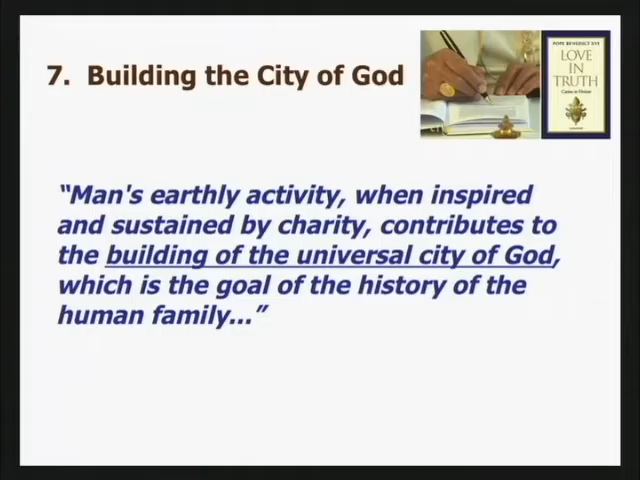 7. Building the City of God
POPE BENEDICT XVI
LOVE
IN
TRUTH
“Man's earthly activity, when inspired
and sustained by charity, contributes to
the building of the universal city of God,
which is the goal of the history of the
human family...”